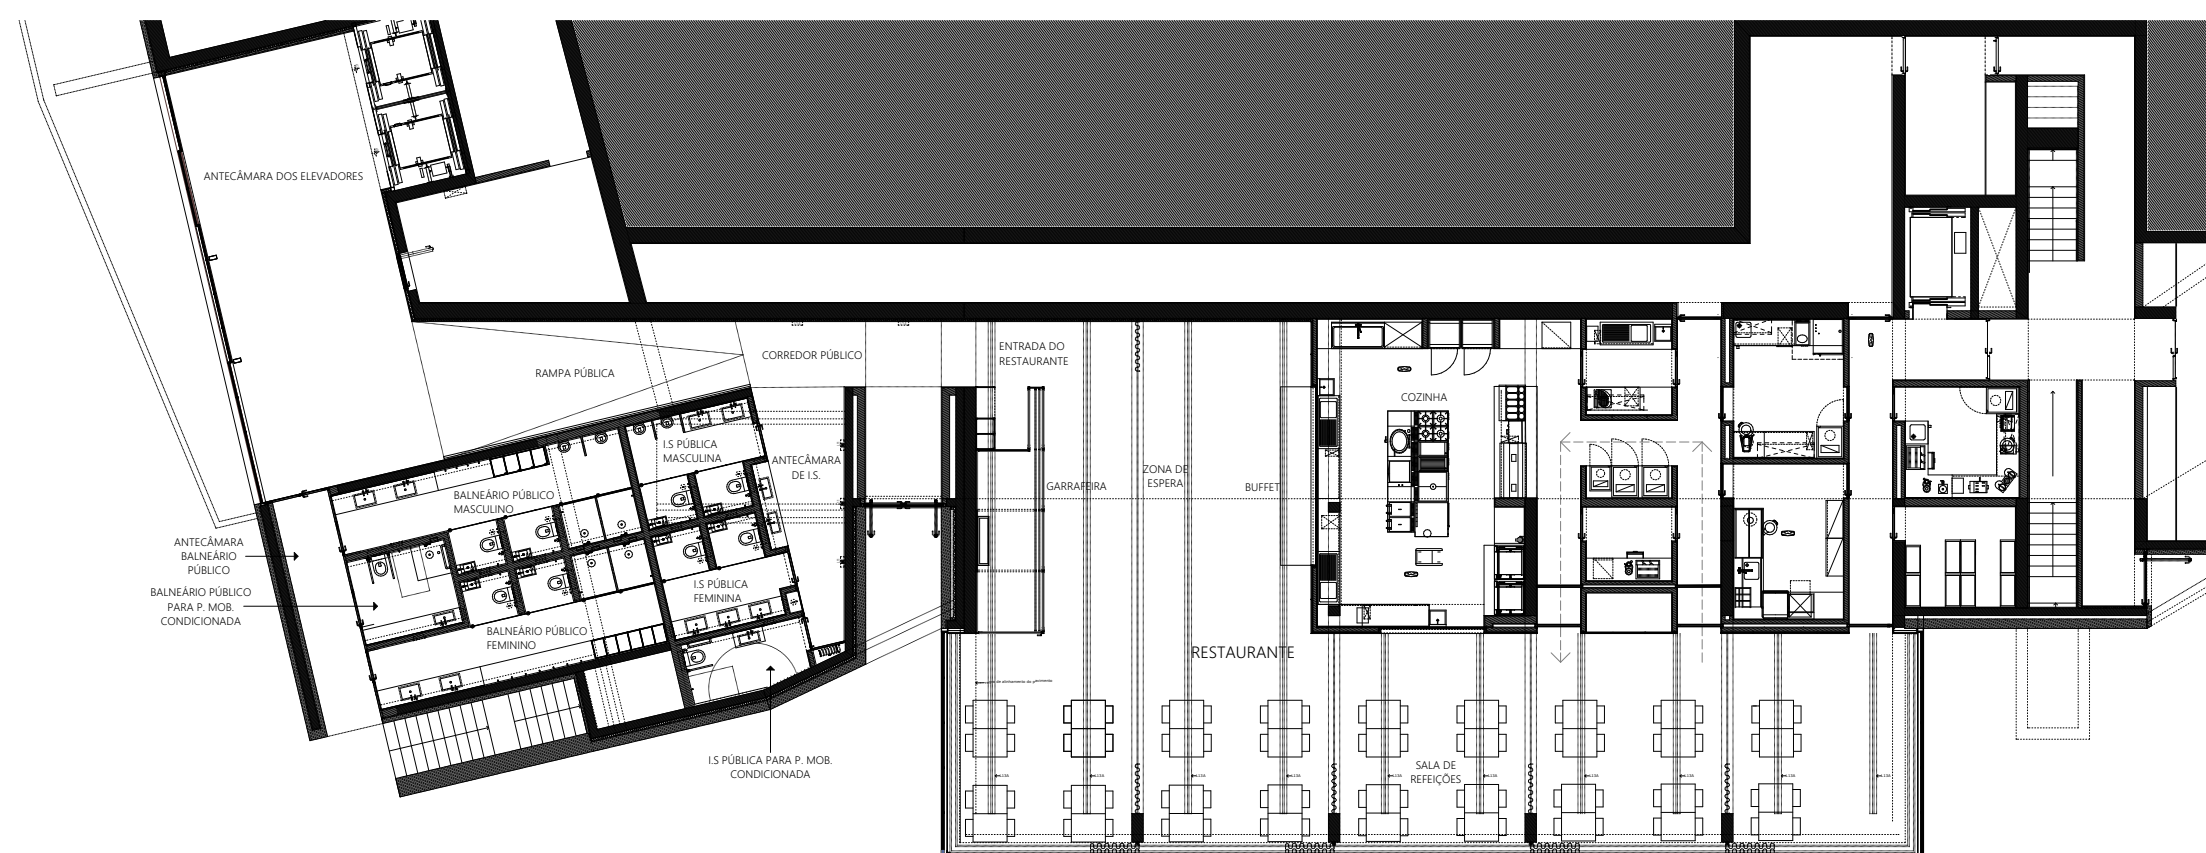 ANTECÂMARA DOS ELEVADORES
RAMPA PÚBLICA
CORREDOR PÚBLICO
ENTRADA DO
RESTAURANTE
COZINHA
I.S PÚBLICA
MASCULINA
ANTECÂMARA
DE I.S.
GARRAFEIRA
ZONA DE
ESPERA
BUFFET
BALNEÁRIO PÚBLICO
MASCULINO
ANTECÂMARA
BALNEÁRIO
PÚBLICO
BALNEÁRIO PÚBLICO
PARA P. MOB.
CONDICIONADA
I.S PÚBLICA
FEMININA
BALNEÁRIO PÚBLICO
FEMININO
RESTAURANTE
I.S PÚBLICA PARA P. MOB.
CONDICIONADA
SALA DE
REFEIÇÕES